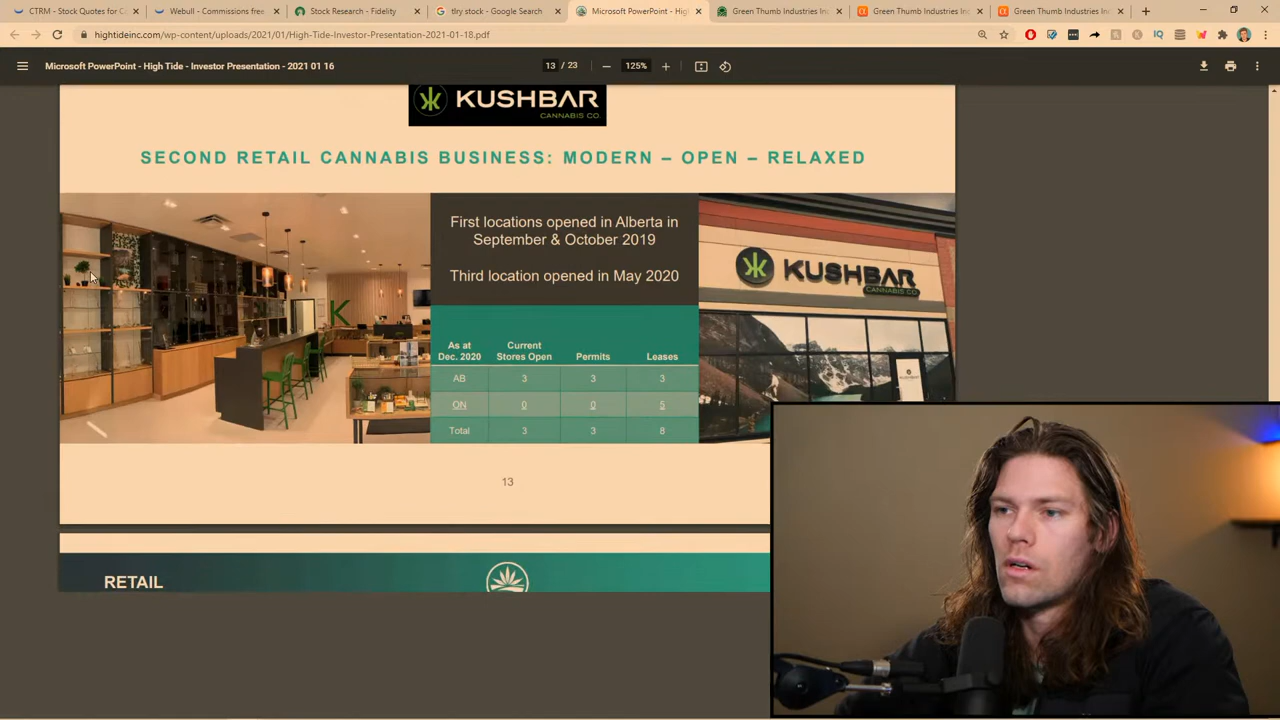 CTRM – Stock Quotes for C
Webull - Commissions free
Stock Research - Fidelity
tlry stock - Google Search
Microsoft PowerPoint - Hig
Green Thumb Industries Inc
Green Thumb Industries Inc
Green Thumb Industries Inc
hightideinc.com/wp-content/uploads/2021/01/High-Tide-Investor-Presentation-2021-01-18.pdf
Microsoft PowerPoint - High Tide - Investor Presentation - 2021 01 16
13 / 23
125%
KUSHBAR
CANNABIS CO.
SECOND RETAIL CANNABIS BUSINESS: MODERN – OPEN – RELAXED
First locations opened in Alberta in
September & October 2019
Third location opened in May 2020
KUSHBAR
CANNABIS CO
As at Dec. 2020 Current Stores Open Permits Leases
AB 3 3 3
ON 0 0 5
Total 3 3 8
13
RETAIL